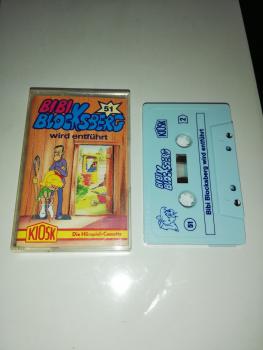 BIBI
BLOCKSBERG
51
wird entführt
KIOSK
Die Hörspiel-Cassette
KIOSK
2
BIBI
BLOCKSBERG
Bibi Blocksberg wird entführt
51